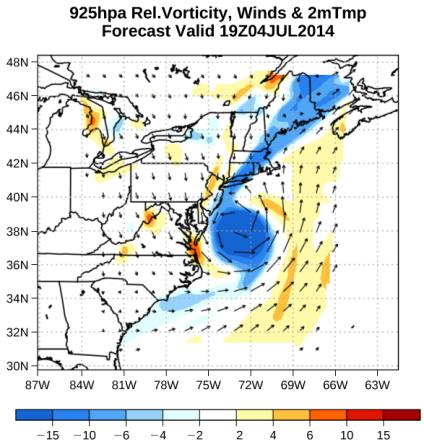 925hpa Rel.Vorticity, Winds & 2mTmp
Forecast Valid 19Z04JUL2014
48N
46N
44N
42N
40N
38N
36N
34N
32N
30N
87W 84W 81W 78W 75W 72W 69W 66W 63W
−15 −10 −6 −4 −2 2 4 6 10 15